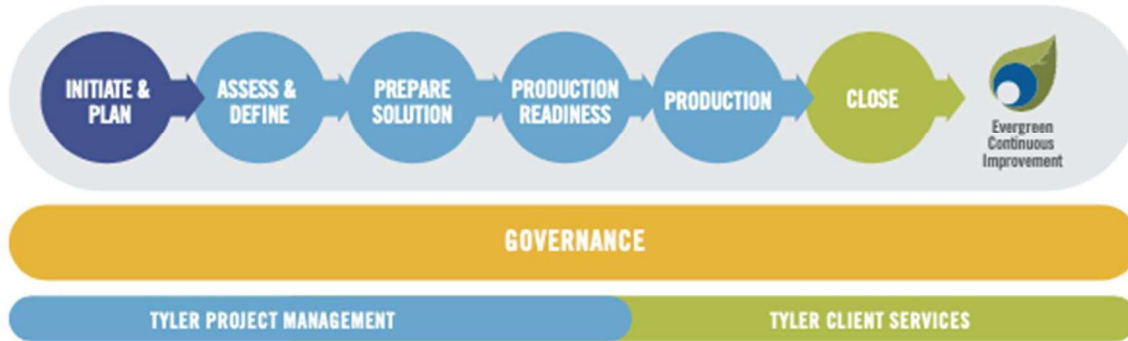 INITIATE &
PLAN
ASSESS &
DEFINE
PREPARE
SOLUTION
PRODUCTION
READINESS
PRODUCTION
CLOSE
Evergreen
Continuous
Improvement
GOVERNANCE
TYLER PROJECT MANAGEMENT
TYLER CLIENT SERVICES